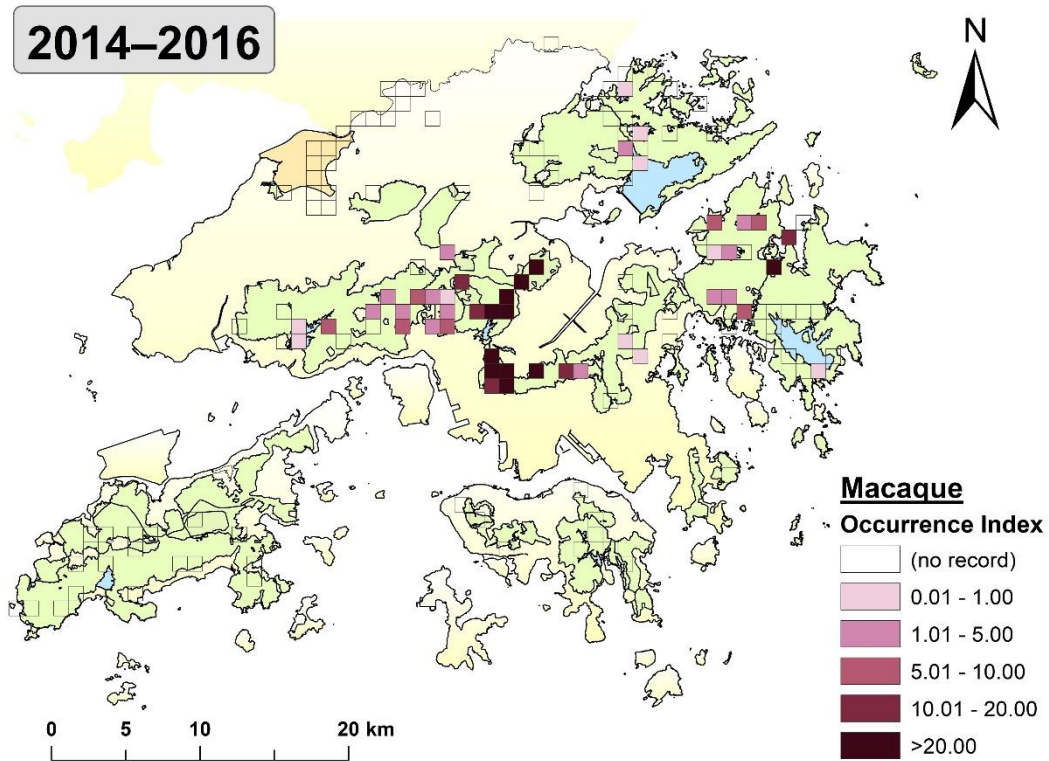 2014–2016
N
Macaque
Occurrence Index
(no record)
0.01 - 1.00
1.01 - 5.00
5.01 - 10.00
10.01 - 20.00
>20.00
0 5 10 20 km